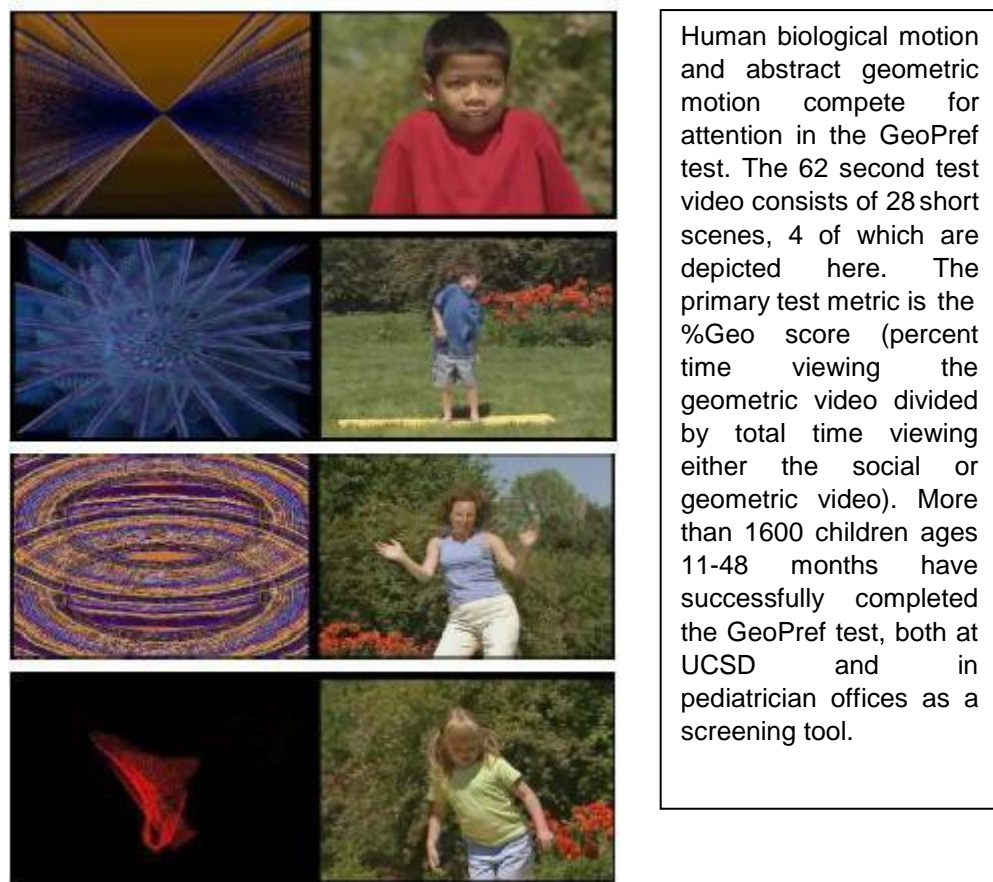 Human biological motion
and abstract geometric
motion compete for
attention in the GeoPref
test. The 62 second test
video consists of 28 short
scenes, 4 of which are
depicted here. The
primary test metric is the
%Geo score (percent
time viewing the
geometric video divided
by total time viewing
either the social or
geometric video). More
than 1600 children ages
11-48 months have
successfully completed
the GeoPref test, both at
UCSD and in
pediatrician offices as a
screening tool.